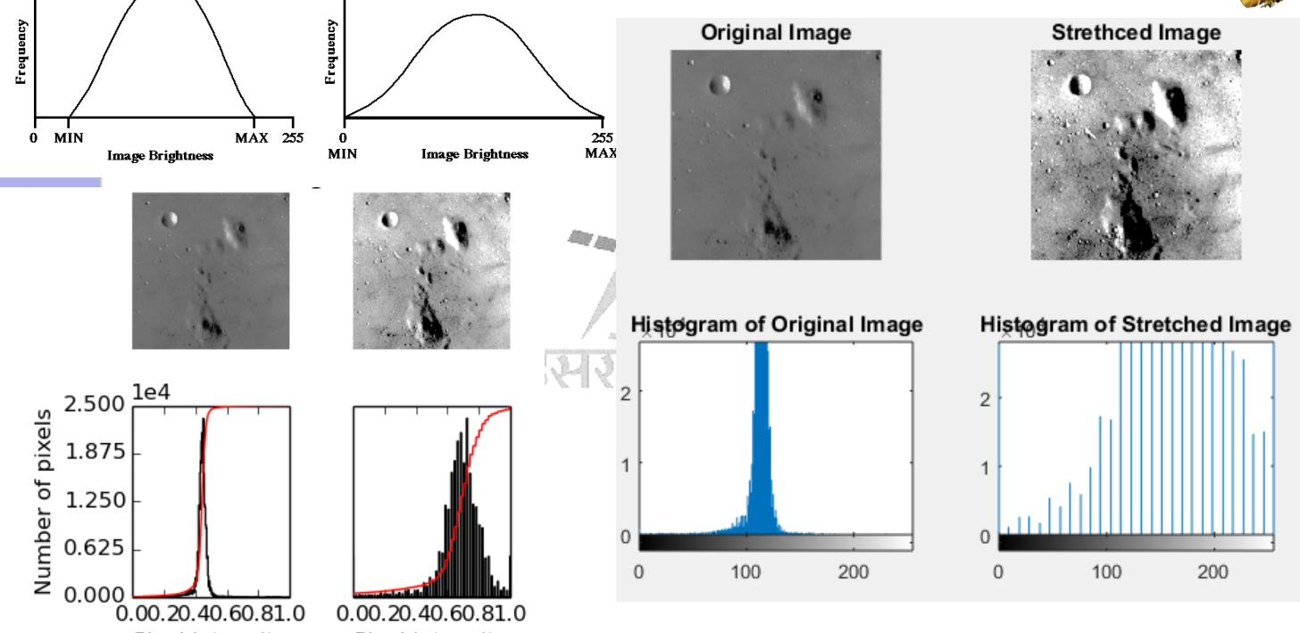 Frequency
0 MIN MAX 255
Image Brightness
Frequency
0 255
MIN MAX
Image Brightness
Original Image
Strethced Image
Histogram of Original Image
2
1
0
0 100 200
Histogram of Stretched Image
2
1
0
0 100 200
1e4
2.500
1.875
1.250
0.625
0.000
Number of pixels
0.00.20.40.60.81.0
0.00.20.40.60.81.0